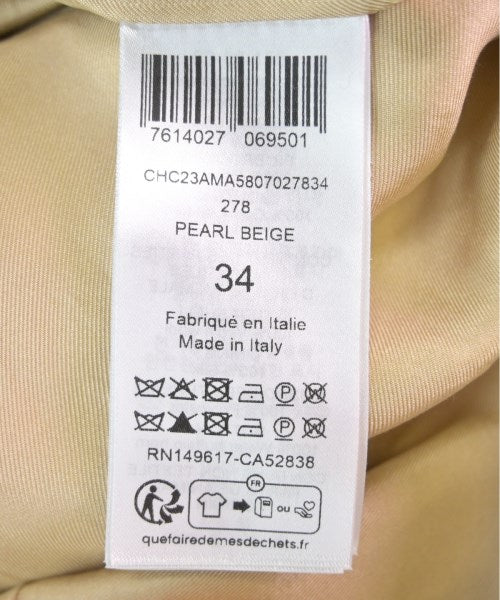 7614027 069501
CHC23AMA5807027834
278
PEARL BEIGE
34
Fabriqué en Italie
Made in Italy
P
P
RN149617-CA52838
FR
ou
quefairedemesdechets.fr